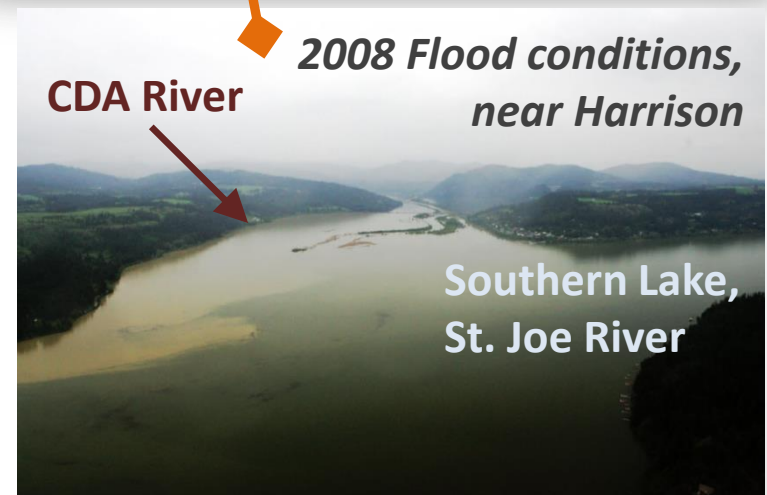 2008 Flood conditions,
near Harrison
CDA River
Southern Lake,
St. Joe River